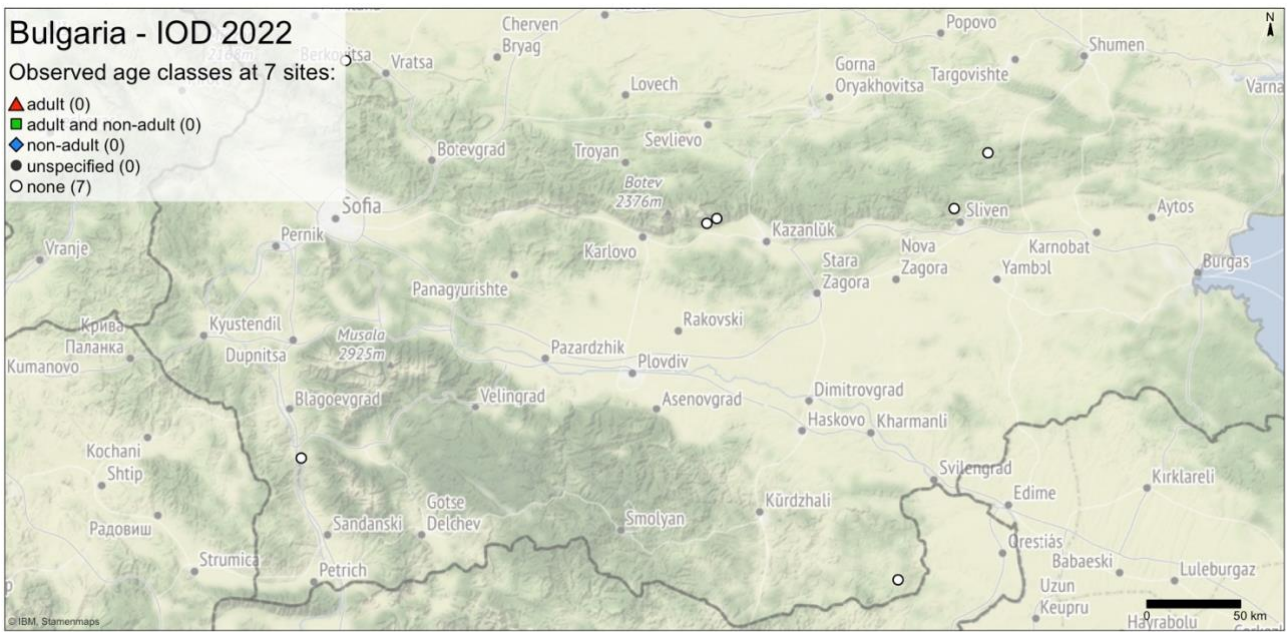 Bulgaria - IOD 2022
Observed age classes at 7 sites:
adult (0)
adult and non-adult (0)
non-adult (0)
unspecified (0)
none (7)
N
Berkovitsa
Vratsa
Cherven
Bryag
Popovo
Shumen
Targovishte
Varna
Gorna
Oryakhovitsa
Lovech
Sevlievo
Troyan
Botevgrad
Botev
2376m
Sofia
Pernik
Vranje
Karlovo
Kazanlŭk
Sliven
Aytos
Karnobat
Burgas
Nova
Zagora
Yambol
Stara
Zagora
Panagyurishte
Rakovski
Крива
Паланка
Kyustendil
Dupnitsa
Musala
2925m
Kumanovo
Pazardzhik
Plovdiv
Blagoevgrad
Velingrad
Asenovgrad
Dimitrovgrad
Haskovo
Kharmanli
Kochani
Shtip
Радовиш
Svilengrad
Edirne
Kırklareli
Gotse
Delchev
Sandanski
Smolyan
Kŭrdzhali
Orestiás
Babaeski
Luleburgaz
Strumica
Petrich
Uzun
Keupru
Hayrabolu
50 km
0
© IBM, Stamenmaps